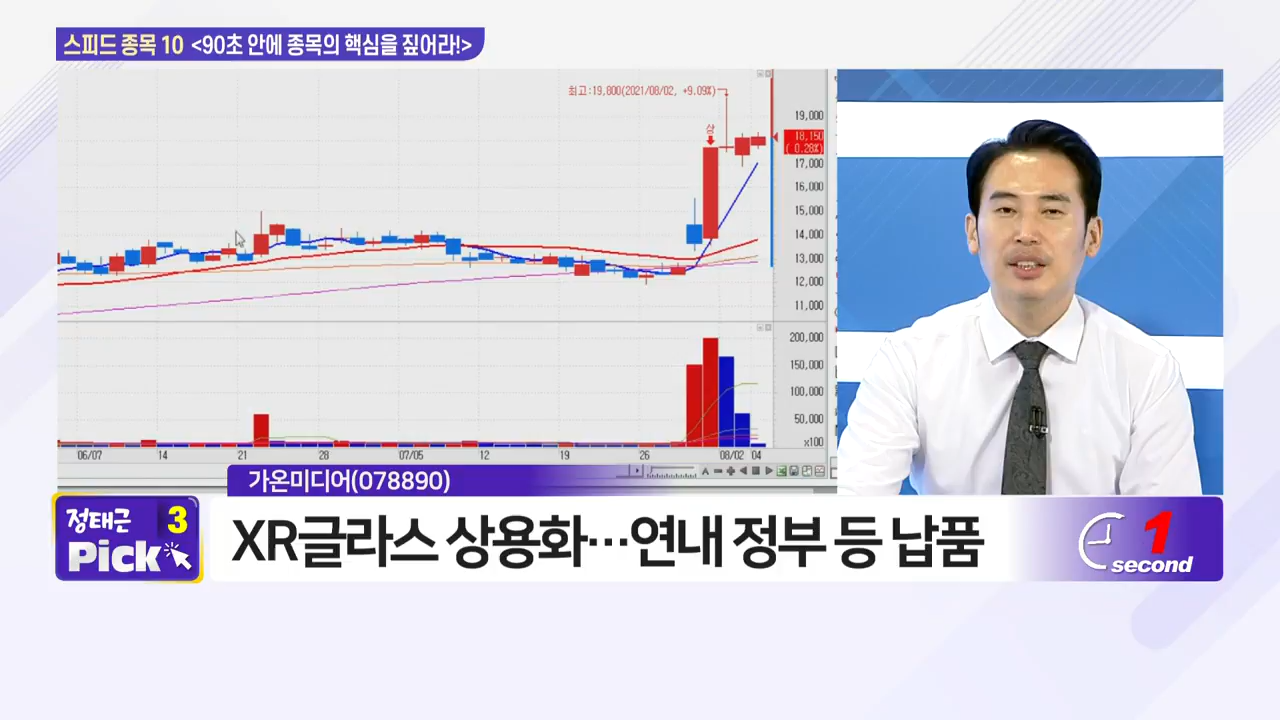 스피드 종목 10 <90초 안에 종목의 핵심을 짚어라!>
최고:19,800(2021/08/02, +9.09%)
상
19,000
18,150
( 0.28%)
17,000
16,000
15,000
14,000
13,000
12,000
11,000
200,000
150,000
100,000
50,000
x100
06/07 14 21 28 07/05 12 19 26 08/02 04
A
가온미디어(078890)
정태근 3
Pick
XR글라스 상용화…연내 정부 등 납품
1
second